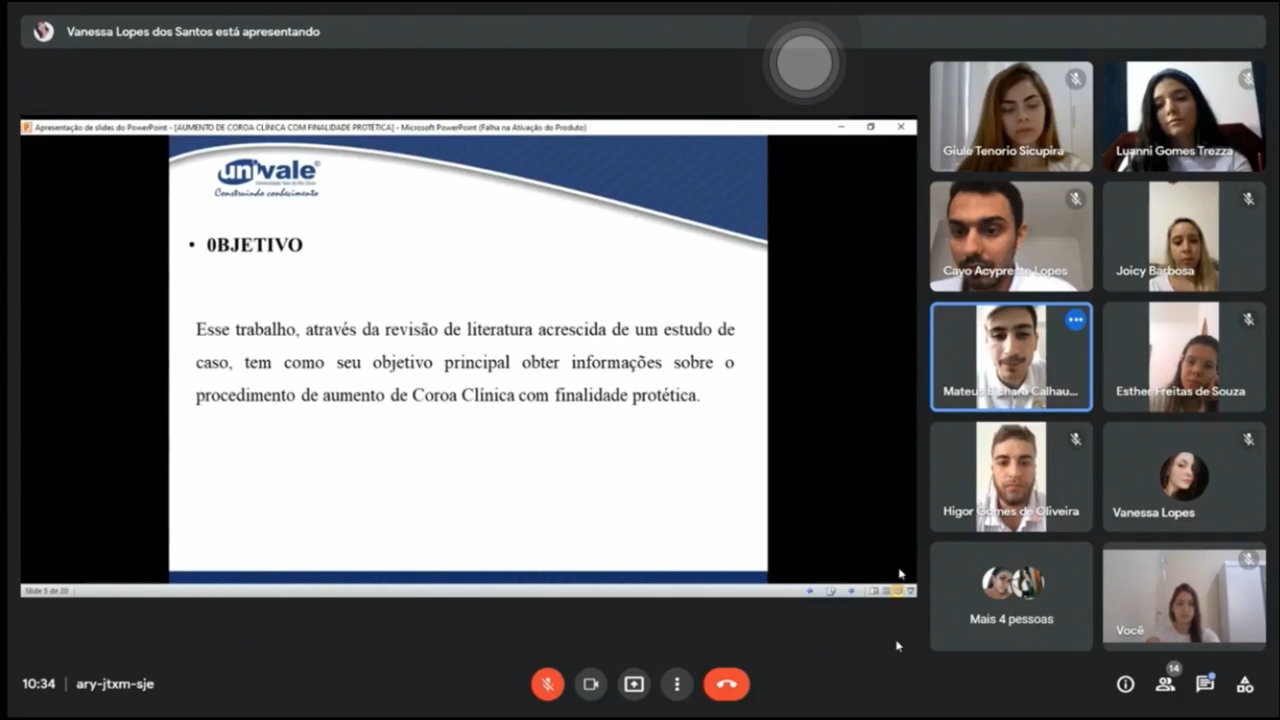 Vanessa Lopes dos Santos está apresentando
Apresentação de slides do PowerPoint - [AUMENTO DE COROA CLÍNICA COM FINALIDADE PROTÉTICA] - Microsoft PowerPoint (Falha na Ativação do Produto)
univale®
Construindo conhecimento
• 0BJETIVO
Esse trabalho, através da revisão de literatura acrescida de um estudo de
caso, tem como seu objetivo principal obter informações sobre o
procedimento de aumento de Coroa Clínica com finalidade protética.
Slide 5 de 20
Giule Tenorio Sicupira
Luanni Gomes Trezza
Cayo Acypreste Lopes
Joicy Barbosa
Mateus Bichara Calhau...
Esther Freitas de Souza
Higor Gomes de Oliveira
Vanessa Lopes
Mais 4 pessoas
Você
10:34 | ary-jtxm-sje
14